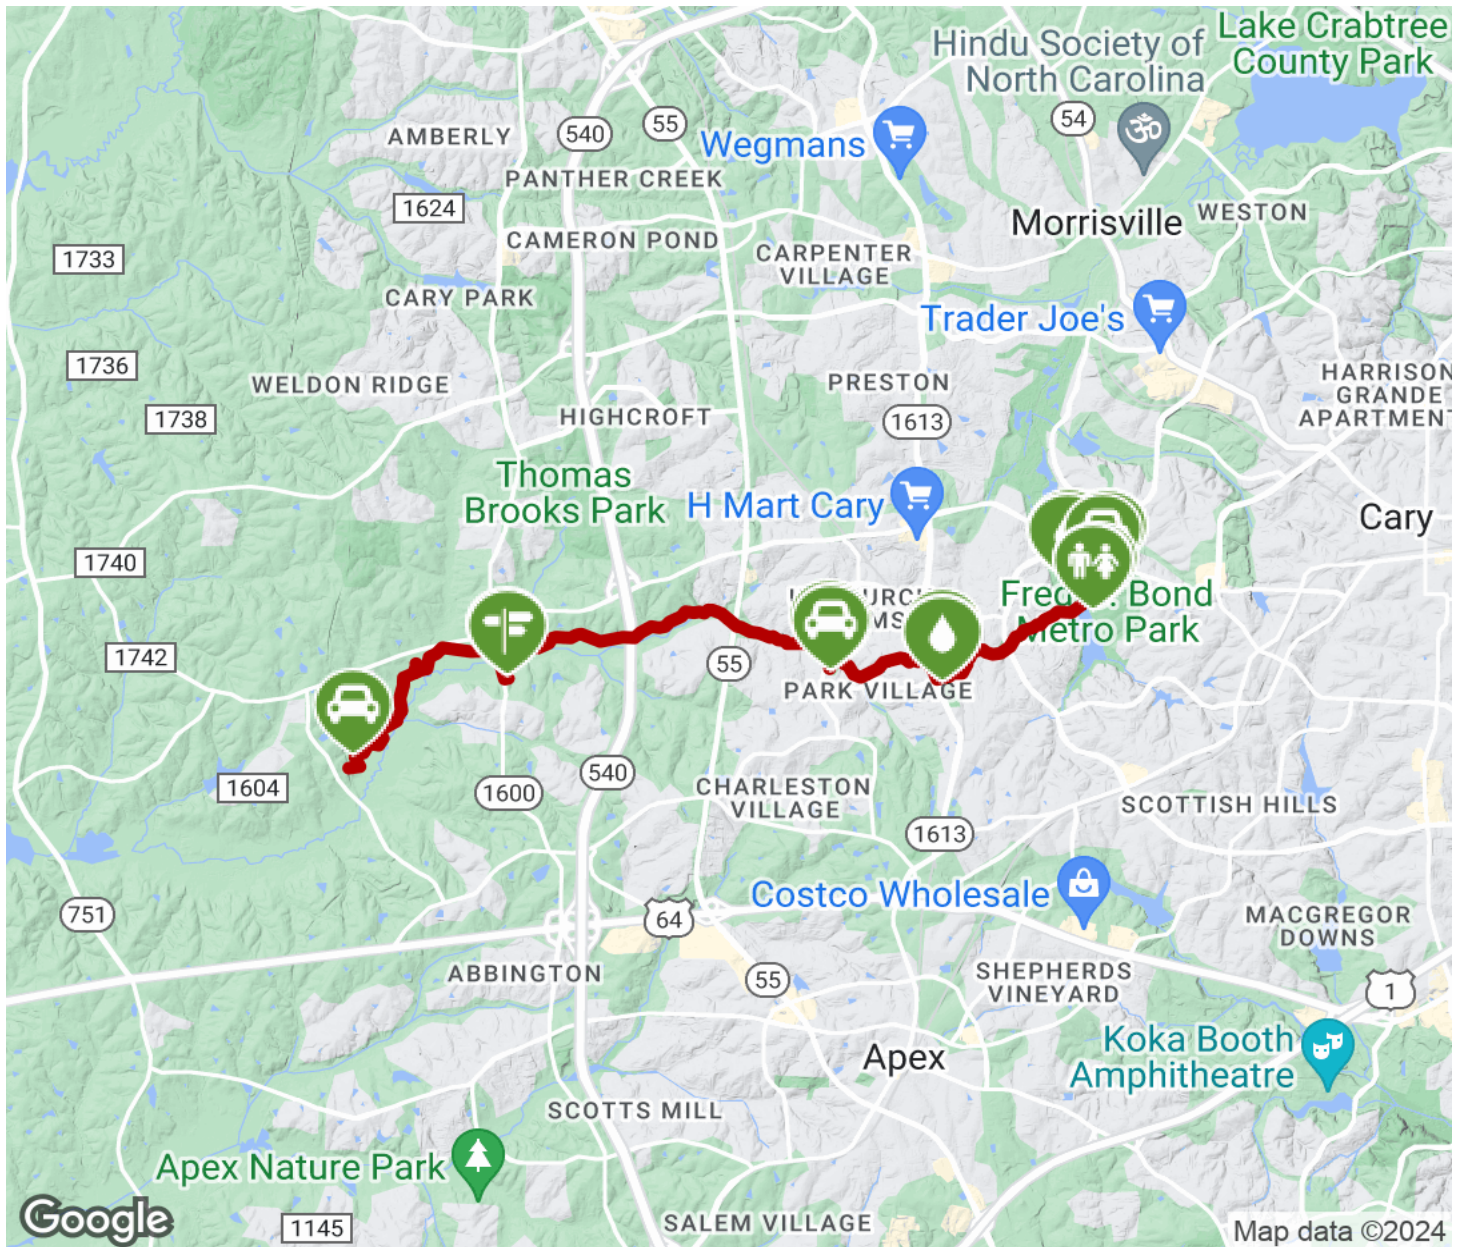 Lake Crabtree
County Park
Hindu Society of
North Carolina
54
55
540
AMBERLY
Wegmans
PANTHER CREEK
1624
Morrisville
WESTON
CAMERON POND
CARPENTER
VILLAGE
1733
CARY PARK
Trader Joe's
1736
WELDON RIDGE
PRESTON
HARRISON
GRANDE
APARTMENT
1738
HIGHCROFT
1613
Thomas
Brooks Park
H Mart Cary
Cary
1740
Bond
Metro Park
1742
55
PARK VILLAGE
540
1604
1600
CHARLESTON
VILLAGE
SCOTTISH HILLS
1613
Costco Wholesale
751
64
MACGREGOR
DOWNS
ABBINGTON
55
SHEPHERDS
VINEYARD
1
Koka Booth
Amphitheatre
Apex
SCOTTS MILL
Apex Nature Park
Google
1145
SALEM VILLAGE
Map data ©2024